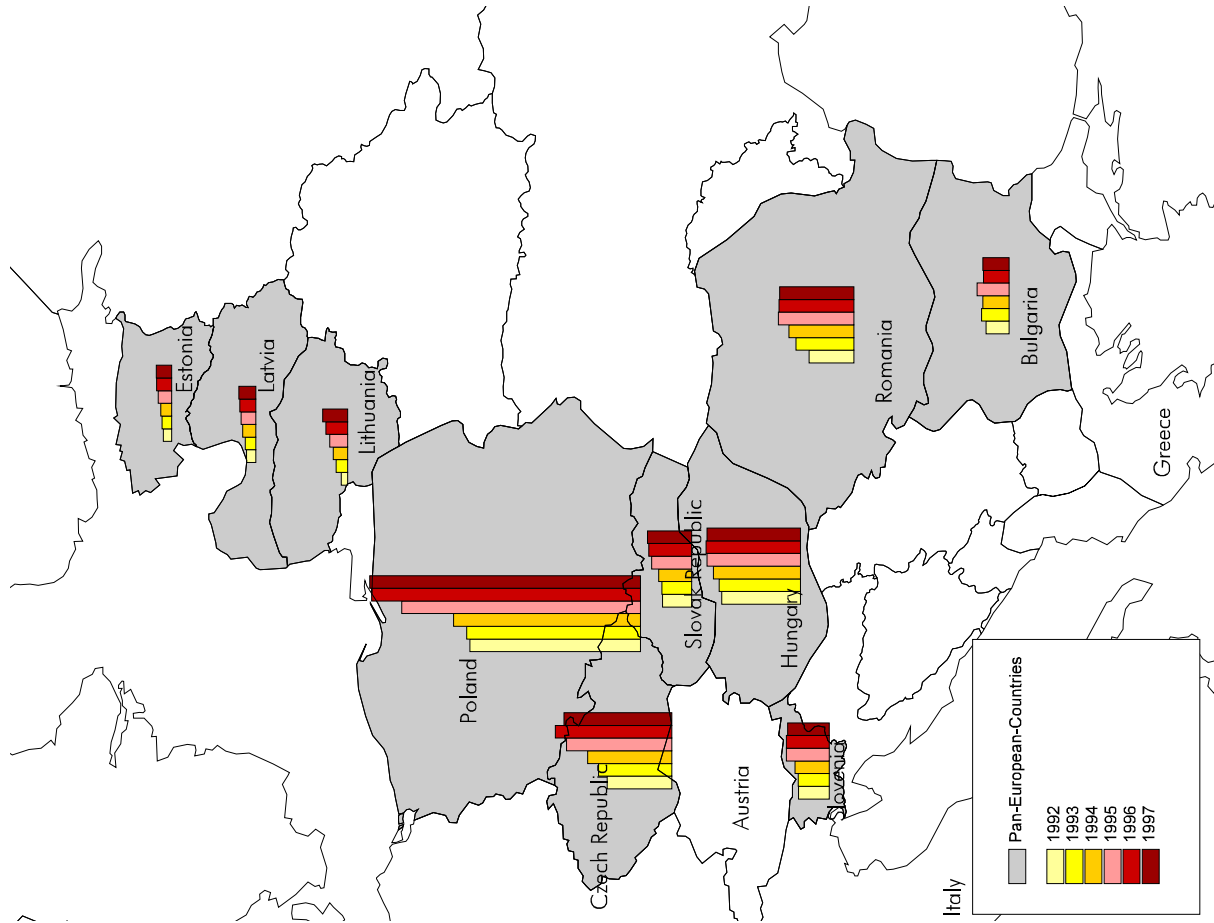 Estonia
Latvia
Lithuania
Poland
Czech Republic
Slovak Republic
Hungary
Romania
Bulgaria
Greece
Austria
Slovenia
Italy
Pan-European-Countries
1992
1993
1994
1995
1996
1997